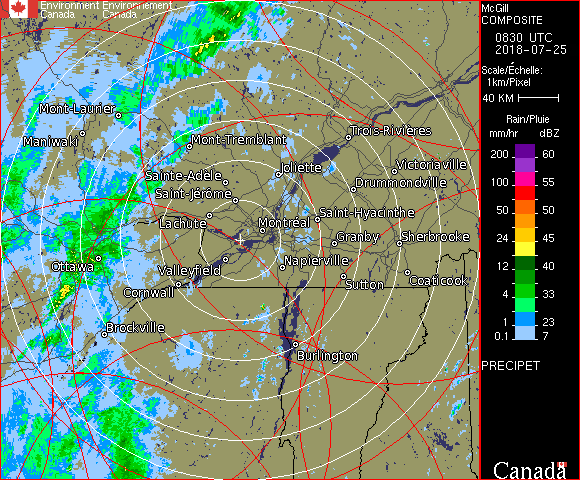 Environment Environnement
Canada Canada
McGill
COMPOSITE
0830 UTC
2018-07-25
Scale/Échelle:
1km/Pixel
40 KM
Rain/Pluie
mm/hr dBZ
200 60
100 55
50 50
24 45
12 40
4 33
1 23
0.1 7
PRECIPET
Canada
Mont-Laurier
Maniwaki
Mont-Tremblant
Trois-Rivières
Joliette
Victoriaville
Sainte-Adèle
Drummondville
Saint-Jérôme
Lachute
Saint-Hyacinthe
Montréal
Granby
Sherbrooke
Ottawa
Valleyfield
Napierville
Cornwall
Sutton
Coaticook
Brockville
Burlington